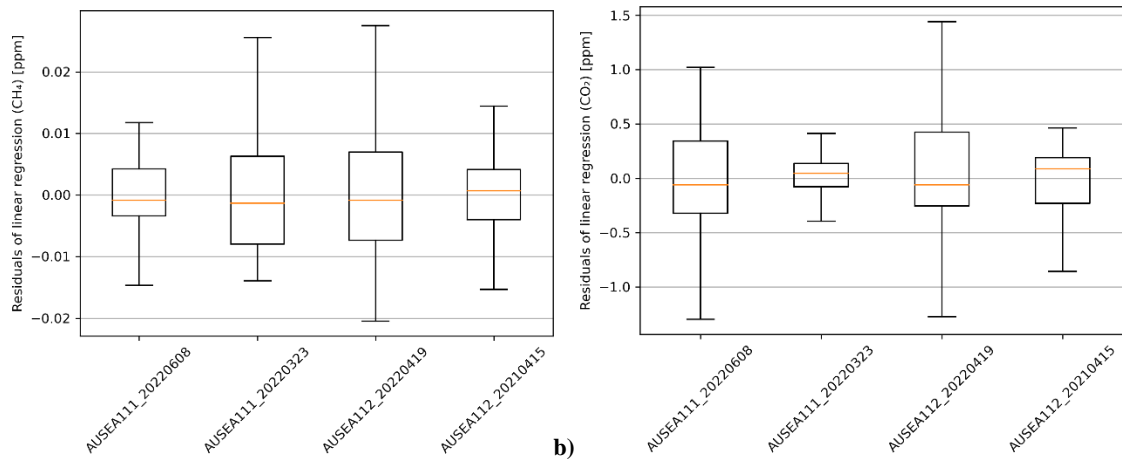 Residuals of linear regression (CH₄) [ppm]
0.02
0.01
0.00
−0.01
−0.02
AUSEA111_20220608
AUSEA111_20220323
AUSEA112_20220419
AUSEA112_20210415
b)
Residuals of linear regression (CO₂) [ppm]
1.5
1.0
0.5
0.0
−0.5
−1.0
AUSEA111_20220608
AUSEA111_20220323
AUSEA112_20220419
AUSEA112_20210415